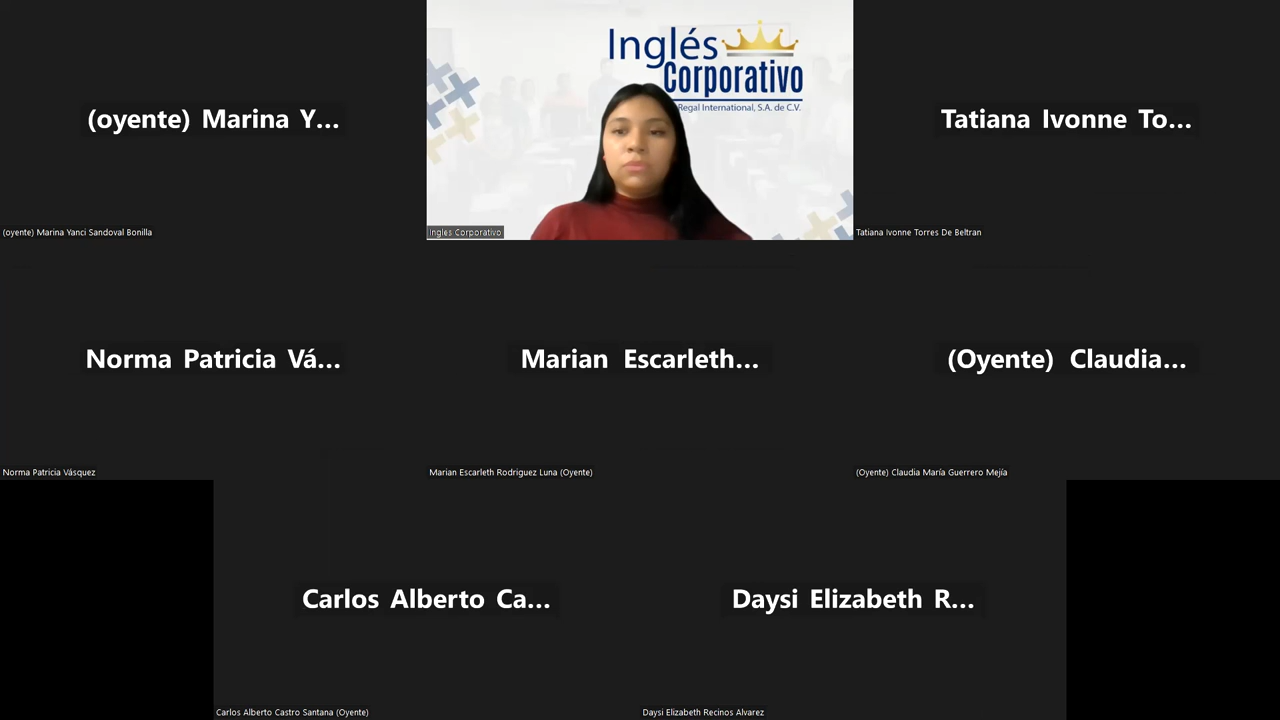 (oyente) Marina Y...
(oyente) Marina Yanci Sandoval Bonilla
Inglés
Corporativo
Regal International, S.A. de C.V.
Inglés Corporativo
Tatiana Ivonne To...
Tatiana Ivonne Torres De Beltran
Norma Patricia Vá...
Norma Patricia Vásquez
Marian Escarleth...
Marian Escarleth Rodriguez Luna (Oyente)
(Oyente) Claudia...
(Oyente) Claudia María Guerrero Mejía
Carlos Alberto Ca...
Carlos Alberto Castro Santana (Oyente)
Daysi Elizabeth R...
Daysi Elizabeth Recinos Alvarez